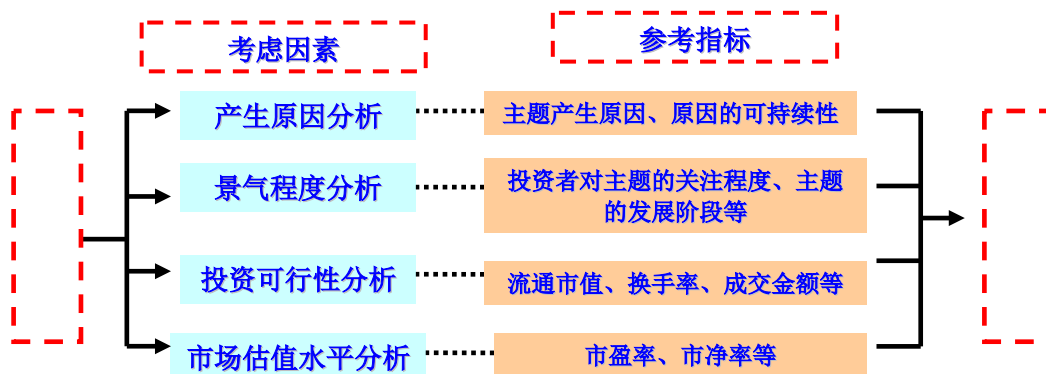 考虑因素
参考指标
产生原因分析
主题产生原因、原因的可持续性
景气程度分析
投资者对主题的关注程度、主题
的发展阶段等
投资可行性分析
流通市值、换手率、成交金额等
市场估值水平分析
市盈率、市净率等